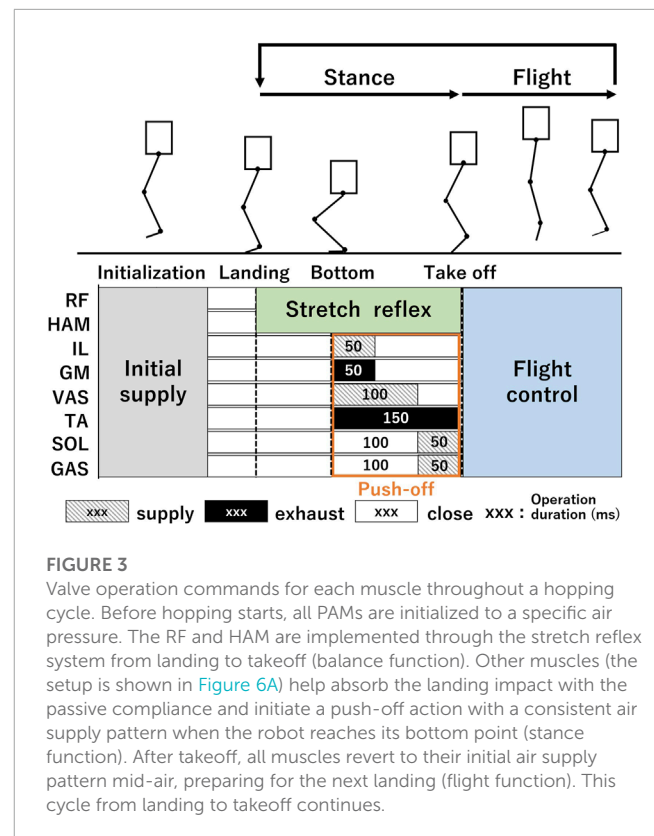 Stance Flight
Initialization Landing Bottom Take off
RF
HAM
IL
GM
VAS
TA
SOL
GAS
Initial
supply
Stretch reflex
50
50
100
150
100 50
100 50
Push-off
Flight
control
xxx supply xxx exhaust xxx close xxx : Operation
duration (ms)
FIGURE 3
Valve operation commands for each muscle throughout a hopping
cycle. Before hopping starts, all PAMs are initialized to a specific air
pressure. The RF and HAM are implemented through the stretch reflex
system from landing to takeoff (balance function). Other muscles (the
setup is shown in Figure 6A) help absorb the landing impact with the
passive compliance and initiate a push-off action with a consistent air
supply pattern when the robot reaches its bottom point (stance
function). After takeoff, all muscles revert to their initial air supply
pattern mid-air, preparing for the next landing (flight function). This
cycle from landing to takeoff continues.